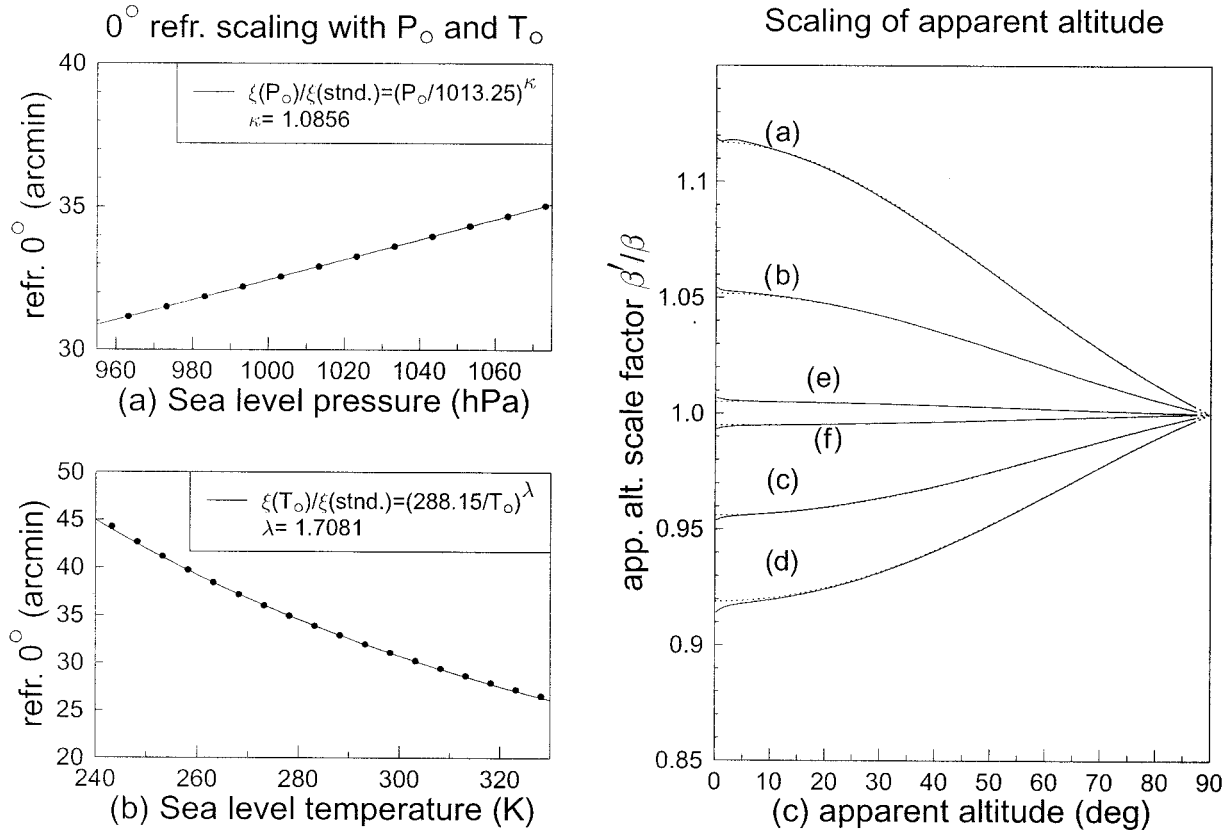 0° refr. scaling with P₀ and T₀
40
35
30
refr. 0° (arcmin)
ξ(P₀)/ξ(stnd.)=(P₀/1013.25)^κ
κ= 1.0856
960 980 1000 1020 1040 1060
(a) Sea level pressure (hPa)
50
45
40
35
30
25
20
refr. 0° (arcmin)
ξ(T₀)/ξ(stnd.)=(288.15/T₀)^λ
λ= 1.7081
240 260 280 300 320
(b) Sea level temperature (K)
Scaling of apparent altitude
1.1
1.05
1.0
0.95
0.9
0.85
app. alt. scale factor β′/β
(a)
(b)
(e)
(f)
(c)
(d)
0 10 20 30 40 50 60 70 80 90
(c) apparent altitude (deg)